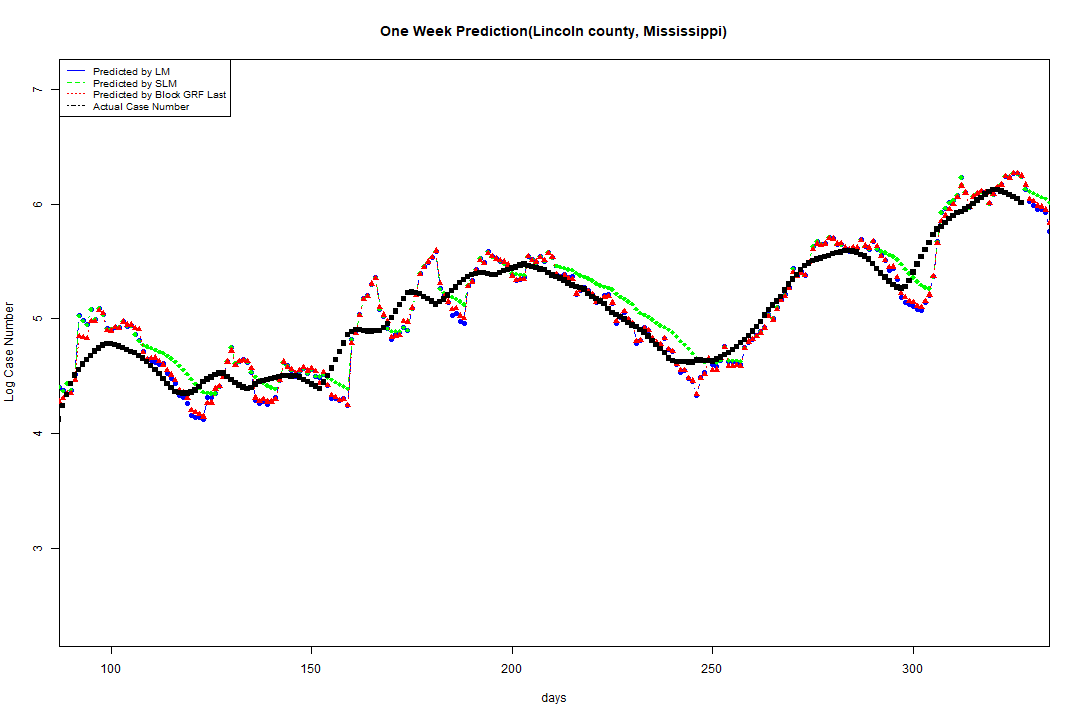 One Week Prediction(Lincoln county, Mississippi)
Predicted by LM
Predicted by SLM
Predicted by Block GRF Last
Actual Case Number
Log Case Number
7
6
5
4
3
100
150
200
250
300
days